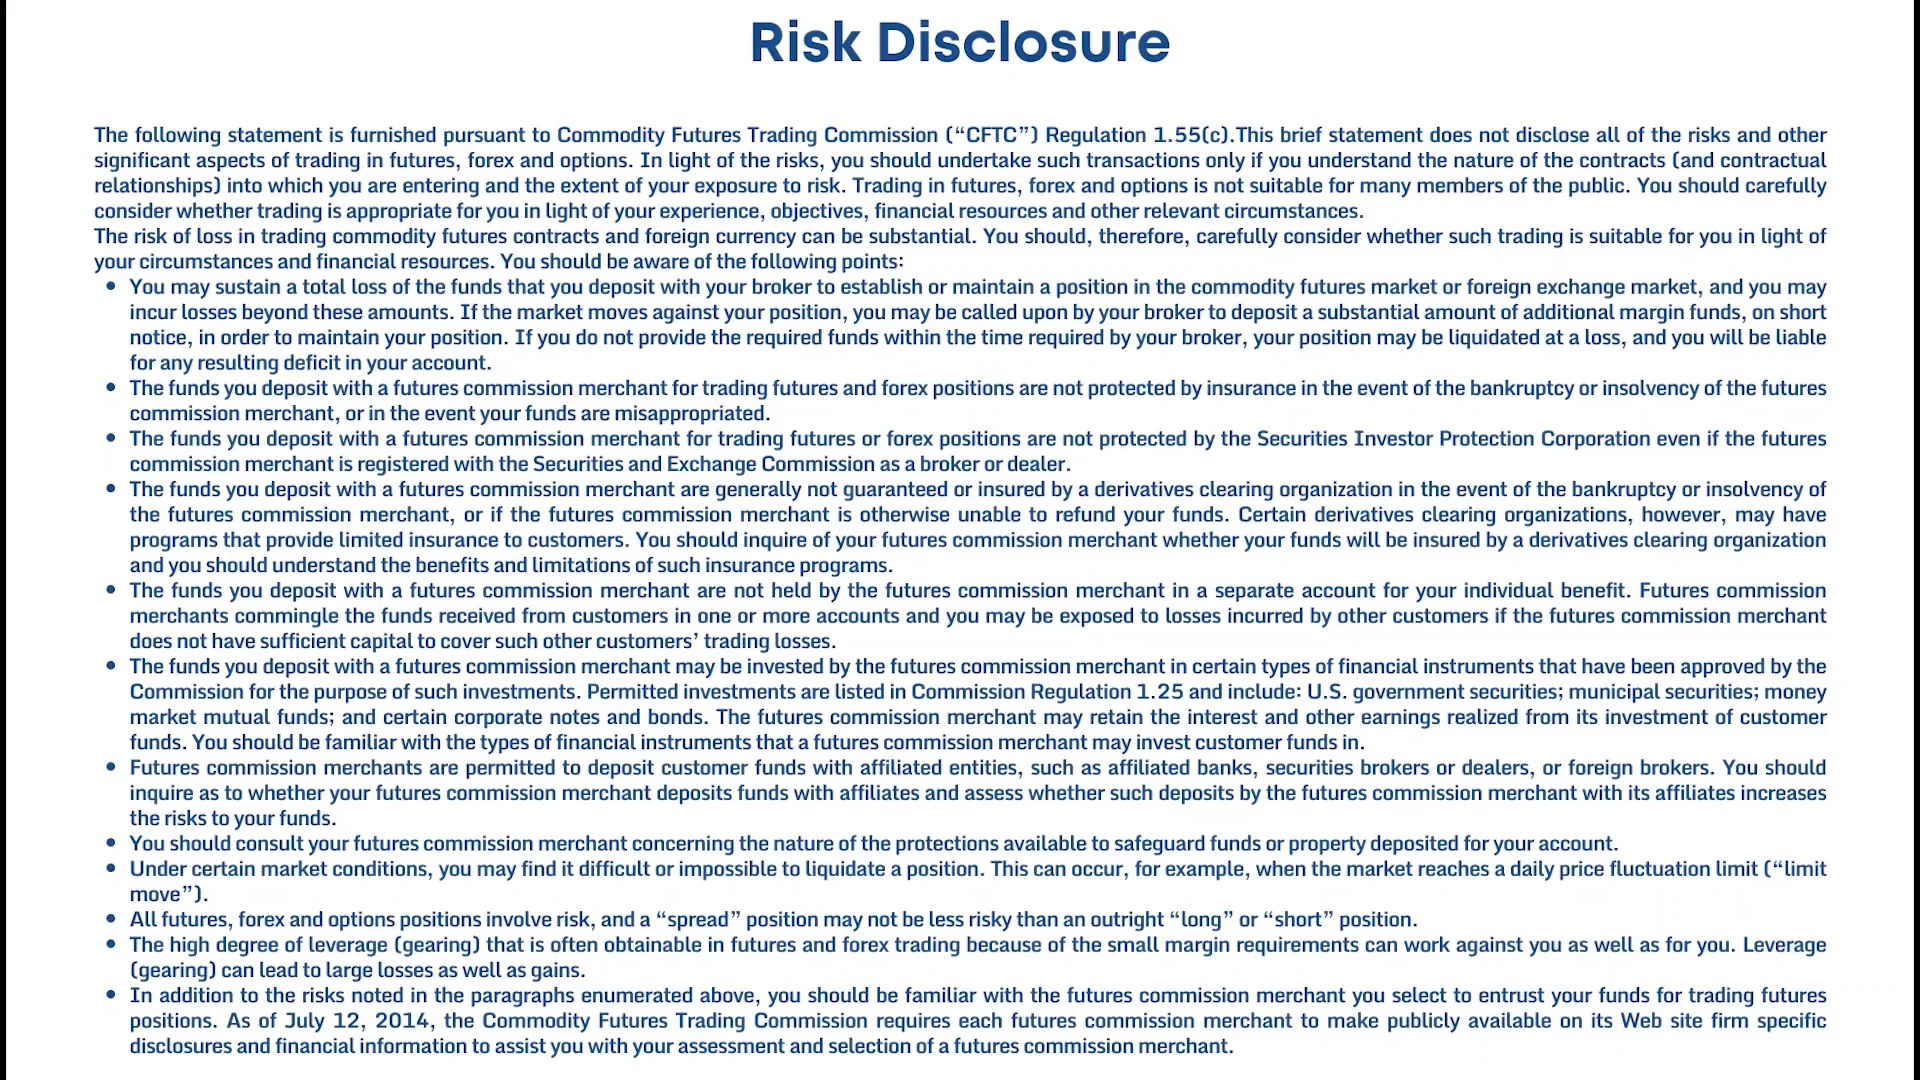 Risk Disclosure
The following statement is furnished pursuant to Commodity Futures Trading Commission (“CFTC”) Regulation 1.55(c).This brief statement does not disclose all of the risks and other
significant aspects of trading in futures, forex and options. In light of the risks, you should undertake such transactions only if you understand the nature of the contracts (and contractual
relationships) into which you are entering and the extent of your exposure to risk. Trading in futures, forex and options is not suitable for many members of the public. You should carefully
consider whether trading is appropriate for you in light of your experience, objectives, financial resources and other relevant circumstances.
The risk of loss in trading commodity futures contracts and foreign currency can be substantial. You should, therefore, carefully consider whether such trading is suitable for you in light of
your circumstances and financial resources. You should be aware of the following points:
• You may sustain a total loss of the funds that you deposit with your broker to establish or maintain a position in the commodity futures market or foreign exchange market, and you may
incur losses beyond these amounts. If the market moves against your position, you may be called upon by your broker to deposit a substantial amount of additional margin funds, on short
notice, in order to maintain your position. If you do not provide the required funds within the time required by your broker, your position may be liquidated at a loss, and you will be liable
for any resulting deficit in your account.
• The funds you deposit with a futures commission merchant for trading futures and forex positions are not protected by insurance in the event of the bankruptcy or insolvency of the futures
commission merchant, or in the event your funds are misappropriated.
• The funds you deposit with a futures commission merchant for trading futures or forex positions are not protected by the Securities Investor Protection Corporation even if the futures
commission merchant is registered with the Securities and Exchange Commission as a broker or dealer.
• The funds you deposit with a futures commission merchant are generally not guaranteed or insured by a derivatives clearing organization in the event of the bankruptcy or insolvency of
the futures commission merchant, or if the futures commission merchant is otherwise unable to refund your funds. Certain derivatives clearing organizations, however, may have
programs that provide limited insurance to customers. You should inquire of your futures commission merchant whether your funds will be insured by a derivatives clearing organization
and you should understand the benefits and limitations of such insurance programs.
• The funds you deposit with a futures commission merchant are not held by the futures commission merchant in a separate account for your individual benefit. Futures commission
merchants commingle the funds received from customers in one or more accounts and you may be exposed to losses incurred by other customers if the futures commission merchant
does not have sufficient capital to cover such other customers’ trading losses.
• The funds you deposit with a futures commission merchant may be invested by the futures commission merchant in certain types of financial instruments that have been approved by the
Commission for the purpose of such investments. Permitted investments are listed in Commission Regulation 1.25 and include: U.S. government securities; municipal securities; money
market mutual funds; and certain corporate notes and bonds. The futures commission merchant may retain the interest and other earnings realized from its investment of customer
funds. You should be familiar with the types of financial instruments that a futures commission merchant may invest customer funds in.
• Futures commission merchants are permitted to deposit customer funds with affiliated entities, such as affiliated banks, securities brokers or dealers, or foreign brokers. You should
inquire as to whether your futures commission merchant deposits funds with affiliates and assess whether such deposits by the futures commission merchant with its affiliates increases
the risks to your funds.
• You should consult your futures commission merchant concerning the nature of the protections available to safeguard funds or property deposited for your account.
• Under certain market conditions, you may find it difficult or impossible to liquidate a position. This can occur, for example, when the market reaches a daily price fluctuation limit (“limit
move”).
• All futures, forex and options positions involve risk, and a “spread” position may not be less risky than an outright “long” or “short” position.
• The high degree of leverage (gearing) that is often obtainable in futures and forex trading because of the small margin requirements can work against you as well as for you. Leverage
(gearing) can lead to large losses as well as gains.
• In addition to the risks noted in the paragraphs enumerated above, you should be familiar with the futures commission merchant you select to entrust your funds for trading futures
positions. As of July 12, 2014, the Commodity Futures Trading Commission requires each futures commission merchant to make publicly available on its Web site firm specific
disclosures and financial information to assist you with your assessment and selection of a futures commission merchant.